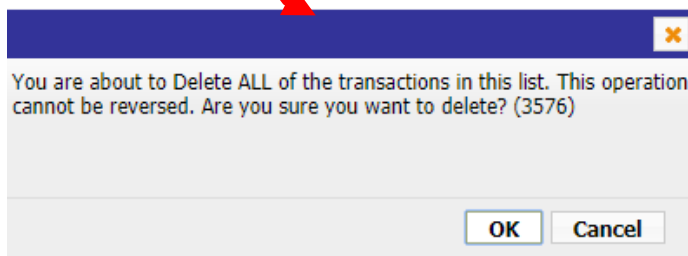 You are about to Delete ALL of the transactions in this list. This operation
cannot be reversed. Are you sure you want to delete? (3576)
OK Cancel